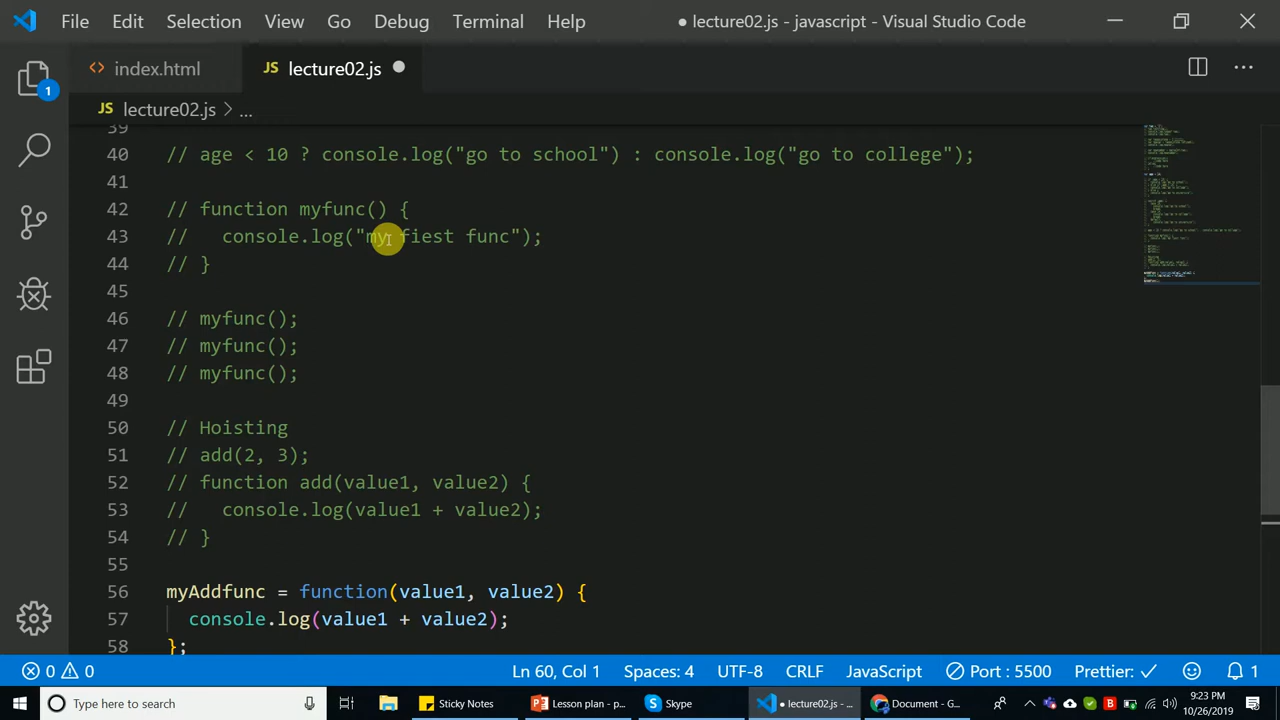 File Edit Selection View Go Debug Terminal Help ● lecture02.js - javascript - Visual Studio Code
<> index.html JS lecture02.js ●
JS lecture02.js > ...
1
39
40 // age < 10 ? console.log("go to school") : console.log("go to college");
41
42 // function myfunc() {
43 //   console.log("my fiest func");
44 // }
45
46 // myfunc();
47 // myfunc();
48 // myfunc();
49
50 // Hoisting
51 // add(2, 3);
52 // function add(value1, value2) {
53 //   console.log(value1 + value2);
54 // }
55
56 myAddfunc = function(value1, value2) {
57   console.log(value1 + value2);
58 };
0 0 Ln 60, Col 1 Spaces: 4 UTF-8 CRLF JavaScript Port : 5500 Prettier: ✓ 1
Type here to search Sticky Notes Lesson plan - p... Skype ● lecture02.js - ... Document - G... 9:23 PM
10/26/2019